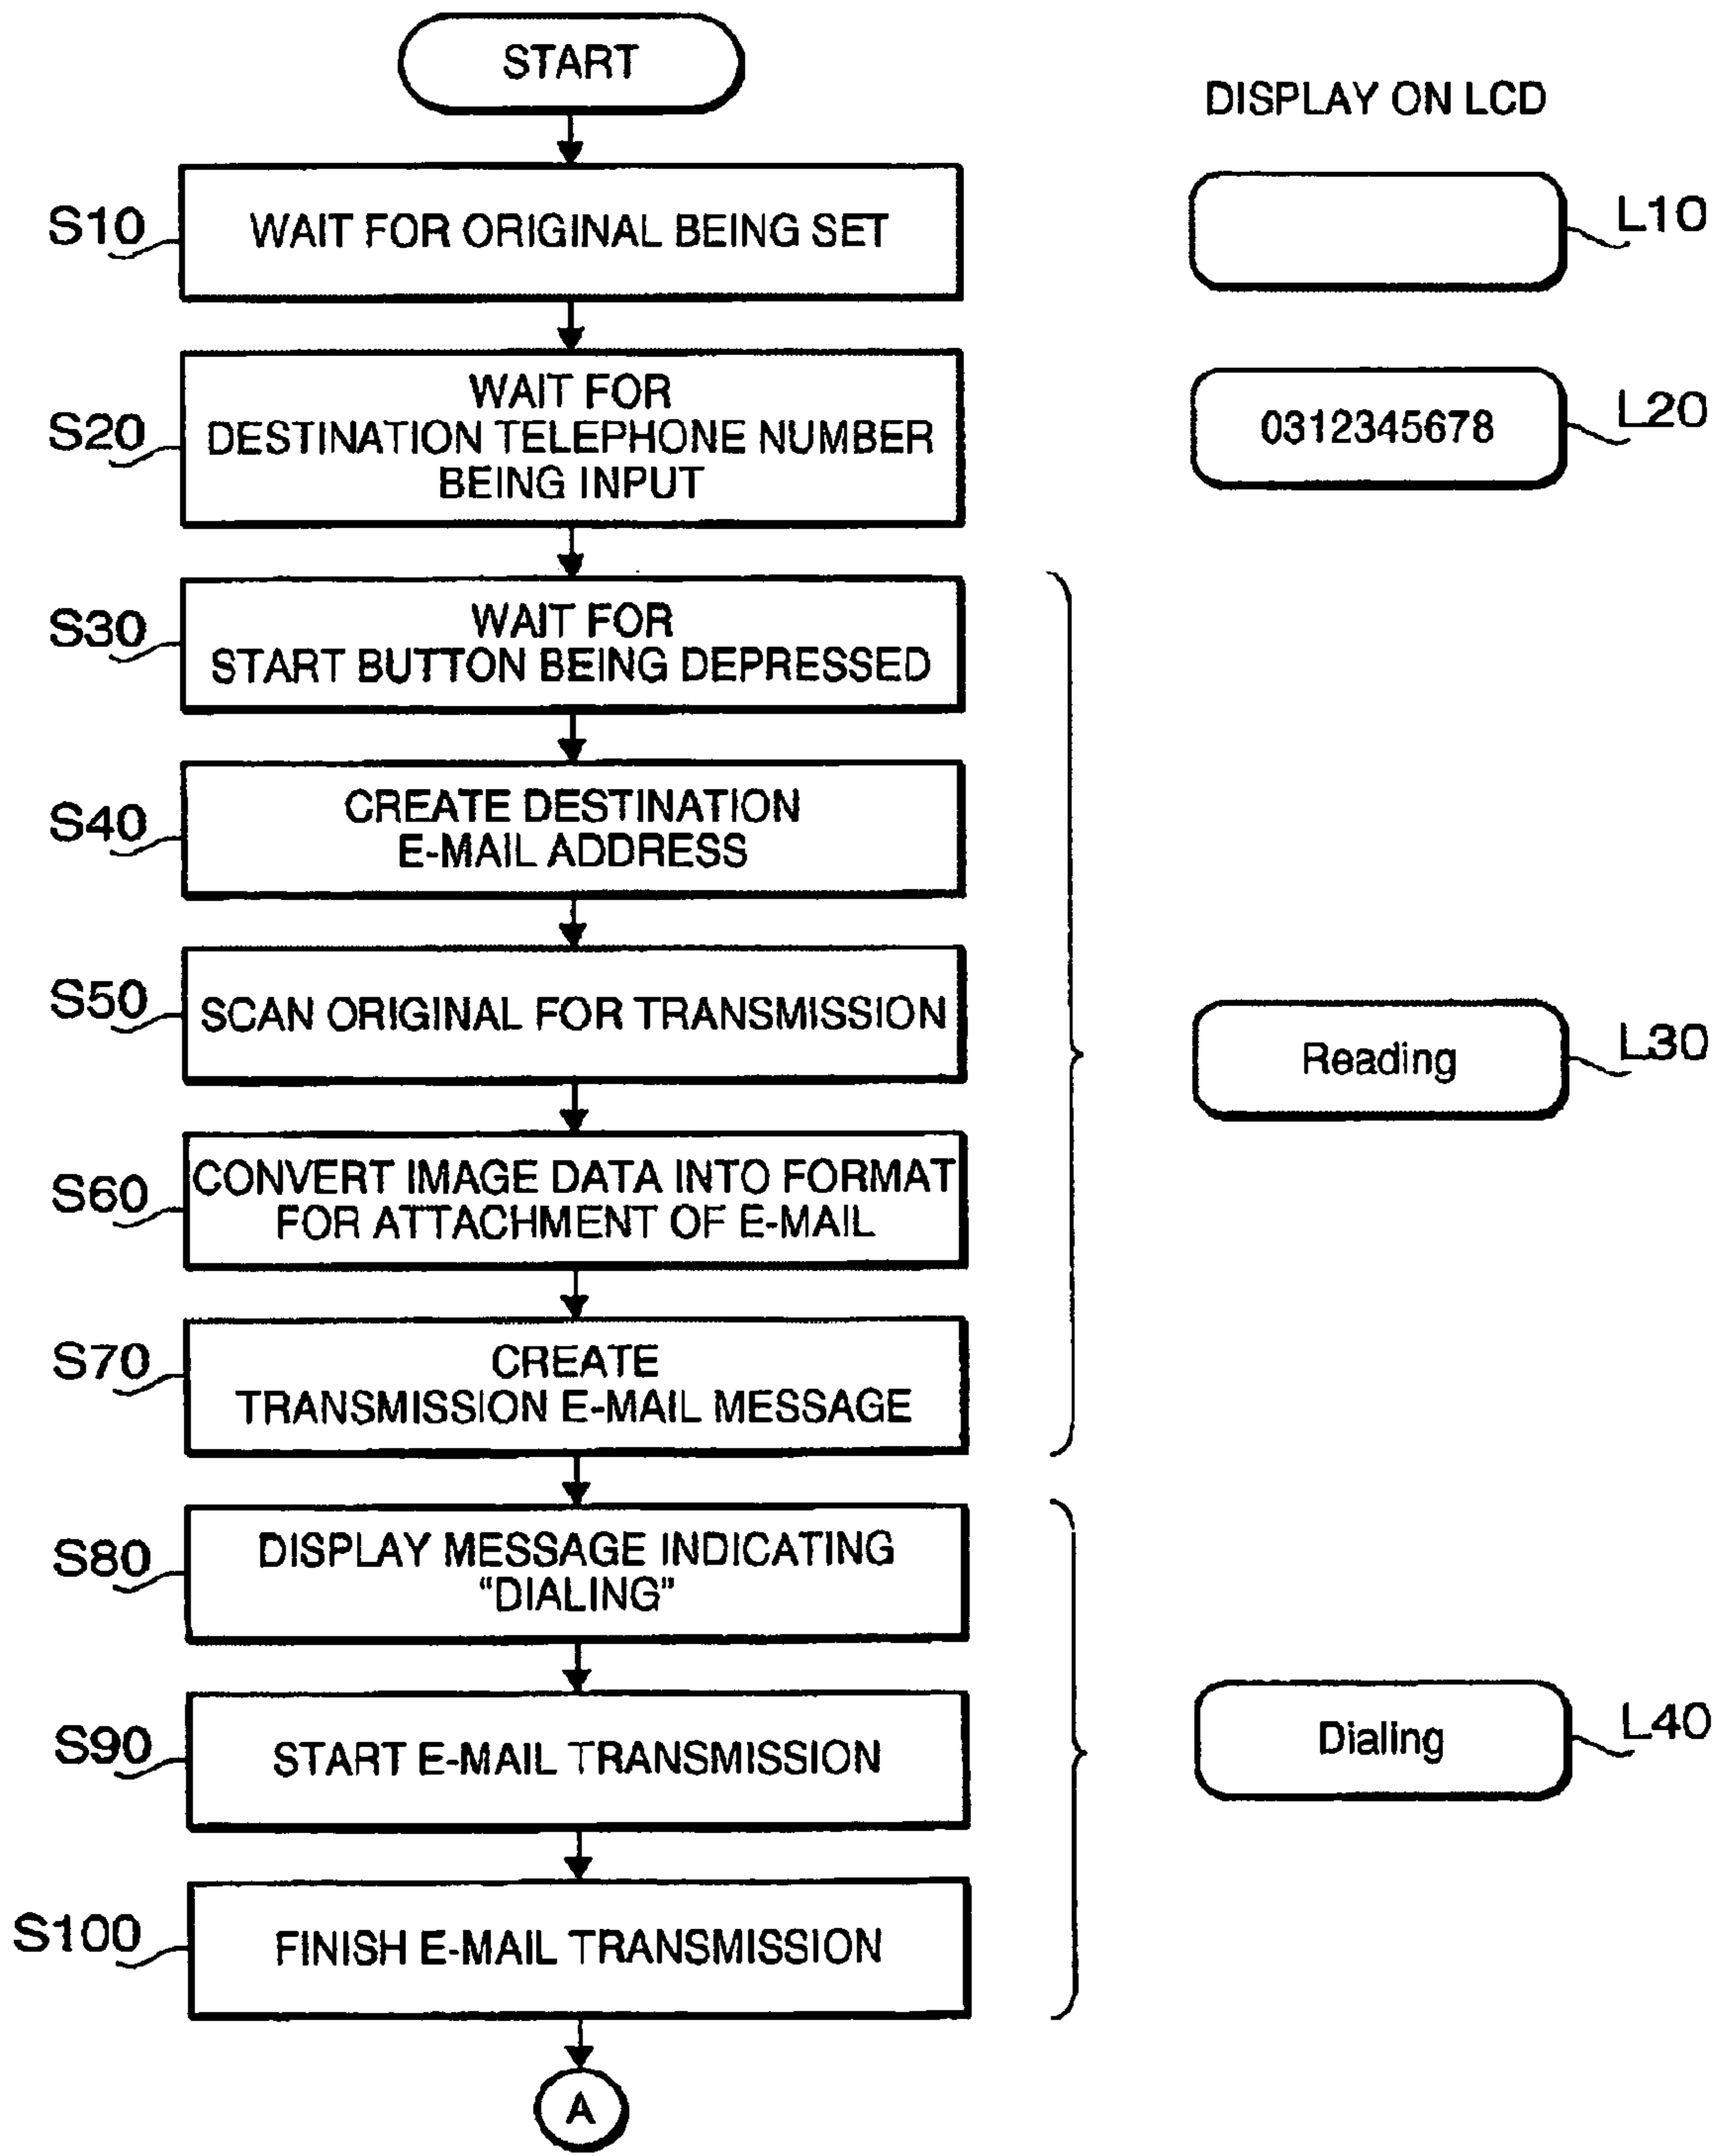 START
DISPLAY ON LCD
S10
WAIT FOR ORIGINAL BEING SET
L10
S20
WAIT FOR
DESTINATION TELEPHONE NUMBER
BEING INPUT
0312345678
L20
S30
WAIT FOR
START BUTTON BEING DEPRESSED
S40
CREATE DESTINATION
E-MAIL ADDRESS
S50
SCAN ORIGINAL FOR TRANSMISSION
Reading
L30
S60
CONVERT IMAGE DATA INTO FORMAT
FOR ATTACHMENT OF E-MAIL
S70
CREATE
TRANSMISSION E-MAIL MESSAGE
S80
DISPLAY MESSAGE INDICATING
“DIALING”
S90
START E-MAIL TRANSMISSION
Dialing
L40
S100
FINISH E-MAIL TRANSMISSION
A